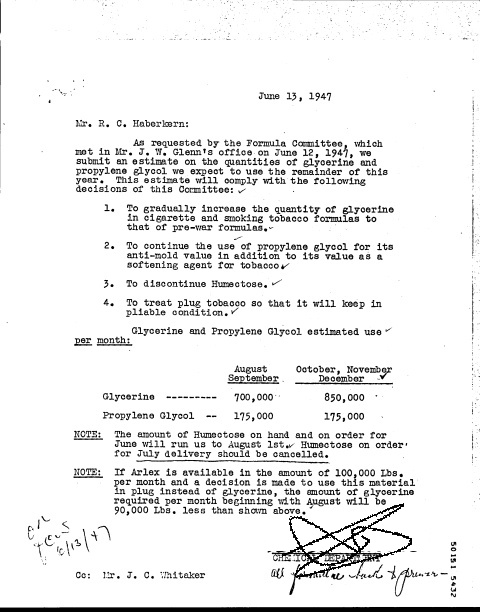 June 13, 1947
Mr. R. C. Haberkern:
As requested by the Formula Committee, which
met in Mr. J. W. Glenn's office on June 12, 1947, we
submit an estimate on the quantities of glycerine and
propylene glycol we expect to use the remainder of this
year. This estimate will comply with the following
decisions of this Committee:
1. To gradually increase the quantity of glycerine
in cigarette and smoking tobacco formulas to
that of pre-war formulas.
2. To continue the use of propylene glycol for its
anti-mold value in addition to its value as a
softening agent for tobacco
3. To discontinue Humectose.
4. To treat plug tobacco so that it will keep in
pliable condition.
Glycerine and Propylene Glycol estimated use
per month:
August October, November
September December
Glycerine --------- 700,000 850,000
Propylene Glycol -- 175,000 175,000
NOTE: The amount of Humectose on hand and on order for
June will run us to August 1st. Humectose on order
for July delivery should be cancelled.
NOTE: If Arlex is available in the amount of 100,000 Lbs.
per month and a decision is made to use this material
in plug instead of glycerine, the amount of glycerine
required per month beginning with August will be
90,000 Lbs. less than shown above.
6/13/47
DEPARTMENT
Cc: Mr. J. C. Whitaker
All back to
50151 5432